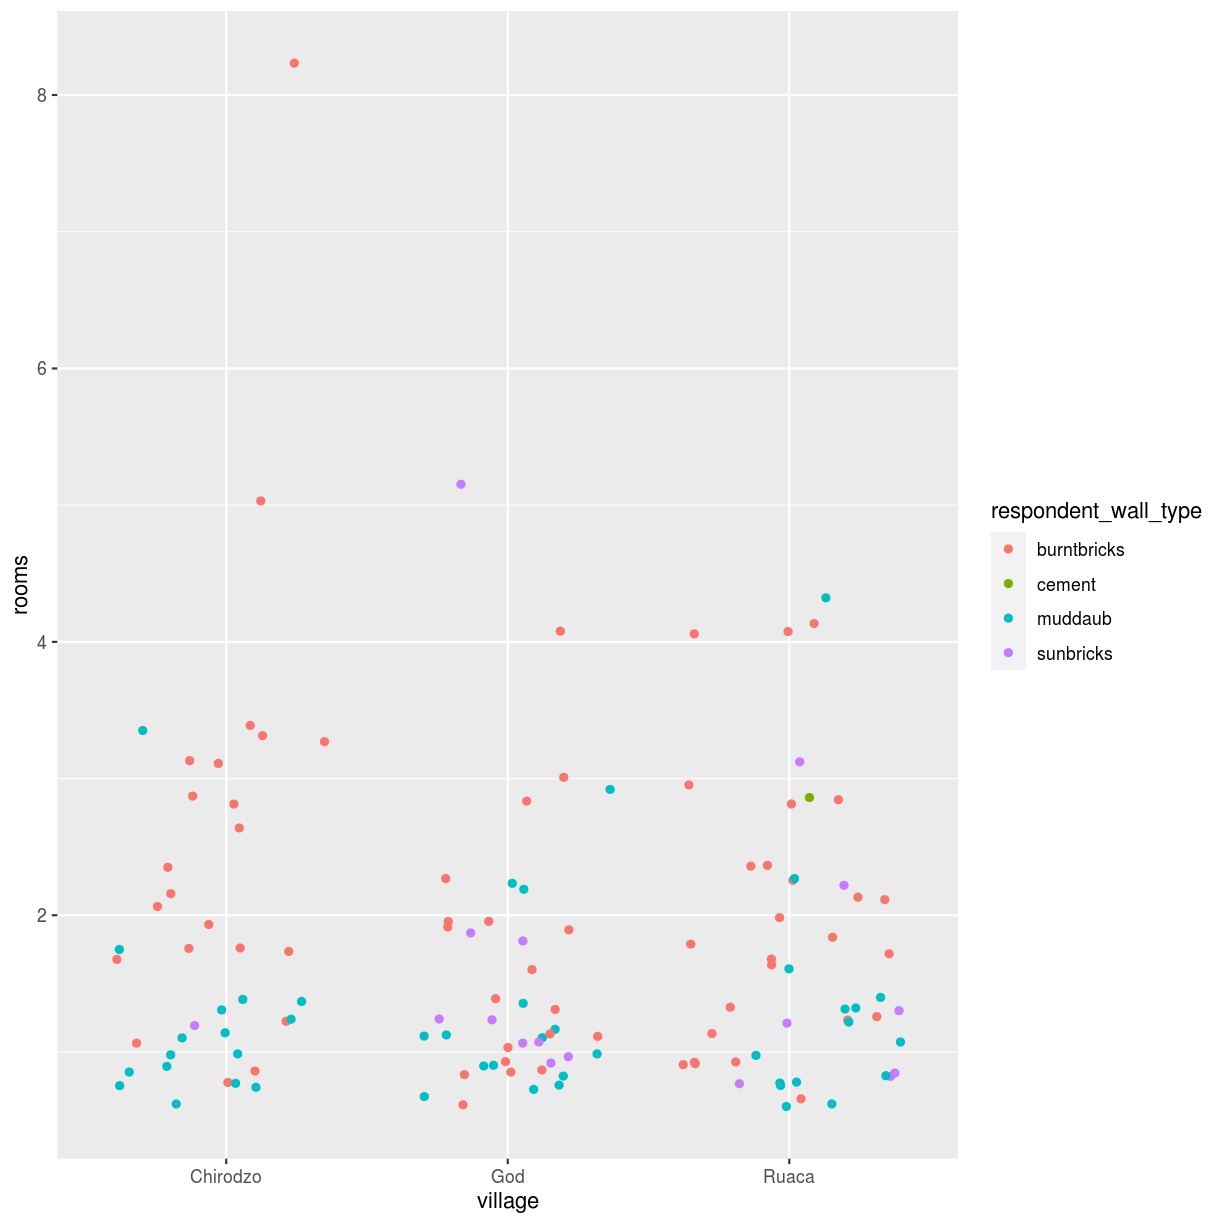 8
6
4
2
rooms
Chirodzo
God
Ruaca
village
respondent_wall_type
burntbricks
cement
muddaub
sunbricks